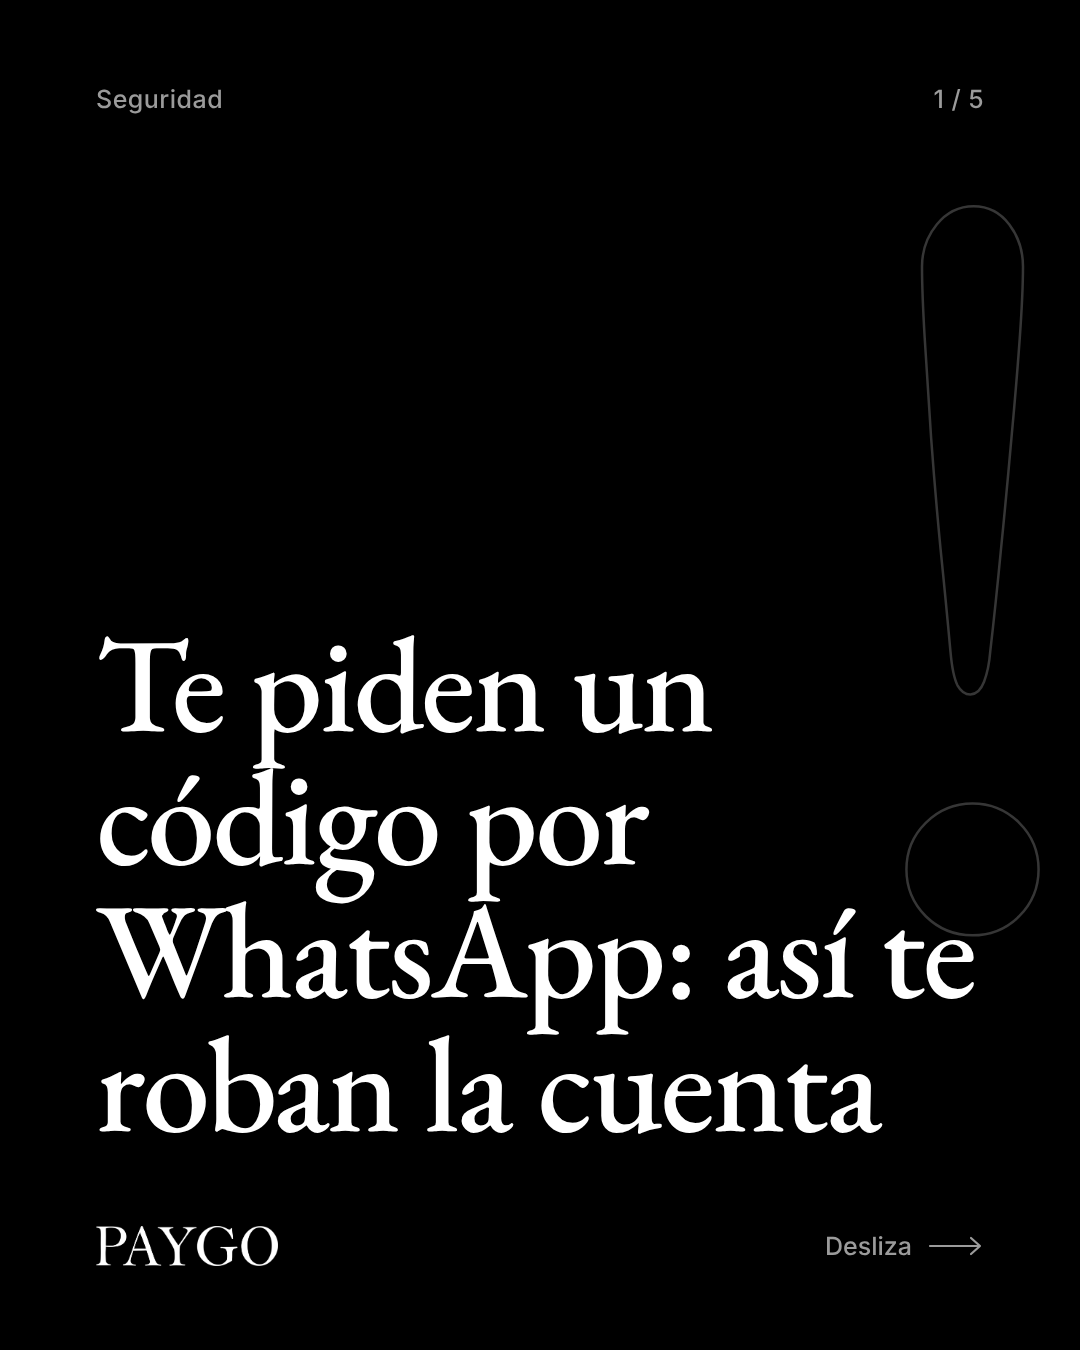 Seguridad
1 / 5
Te piden un
código por
WhatsApp: así te
roban la cuenta
PAYGO
Desliza